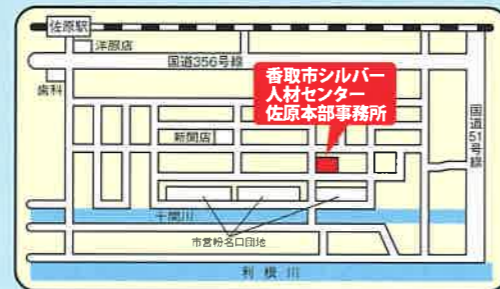 佐原駅
洋服店
国道356号線
歯科
香取市シルバー
人材センター
佐原本部事務所
新聞店
国道51号線
十間川
市営粉名口団地
利根川